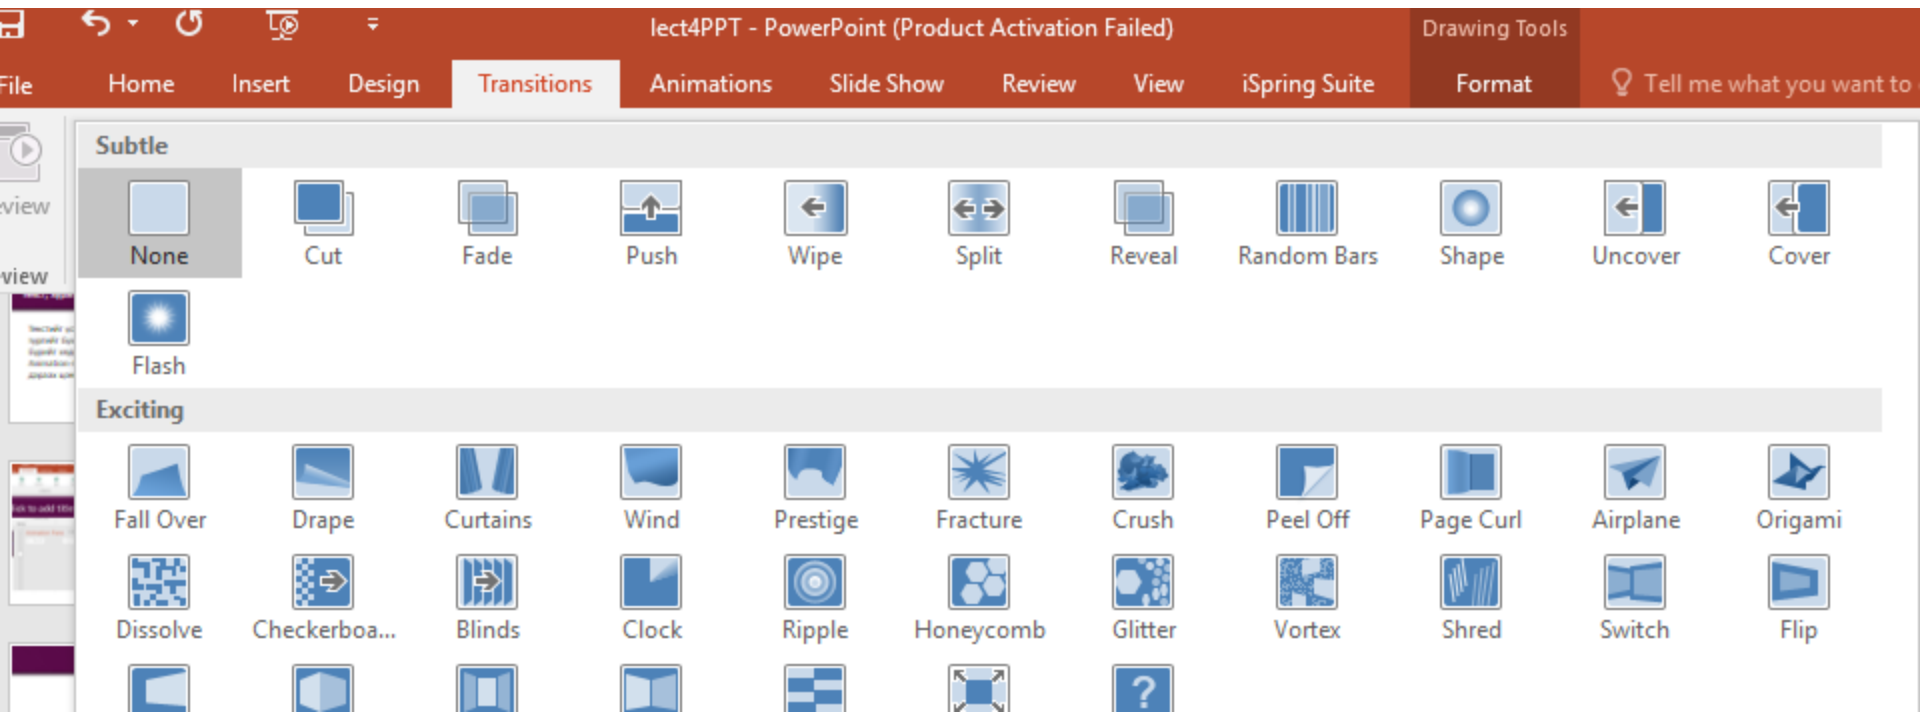 lect4PPT - PowerPoint (Product Activation Failed)
Drawing Tools
File Home Insert Design Transitions Animations Slide Show Review View iSpring Suite Format Tell me what you want to
Subtle
None Cut Fade Push Wipe Split Reveal Random Bars Shape Uncover Cover
eview
view
Flash
Exciting
Fall Over Drape Curtains Wind Prestige Fracture Crush Peel Off Page Curl Airplane Origami
Dissolve Checkerboa... Blinds Clock Ripple Honeycomb Glitter Vortex Shred Switch Flip